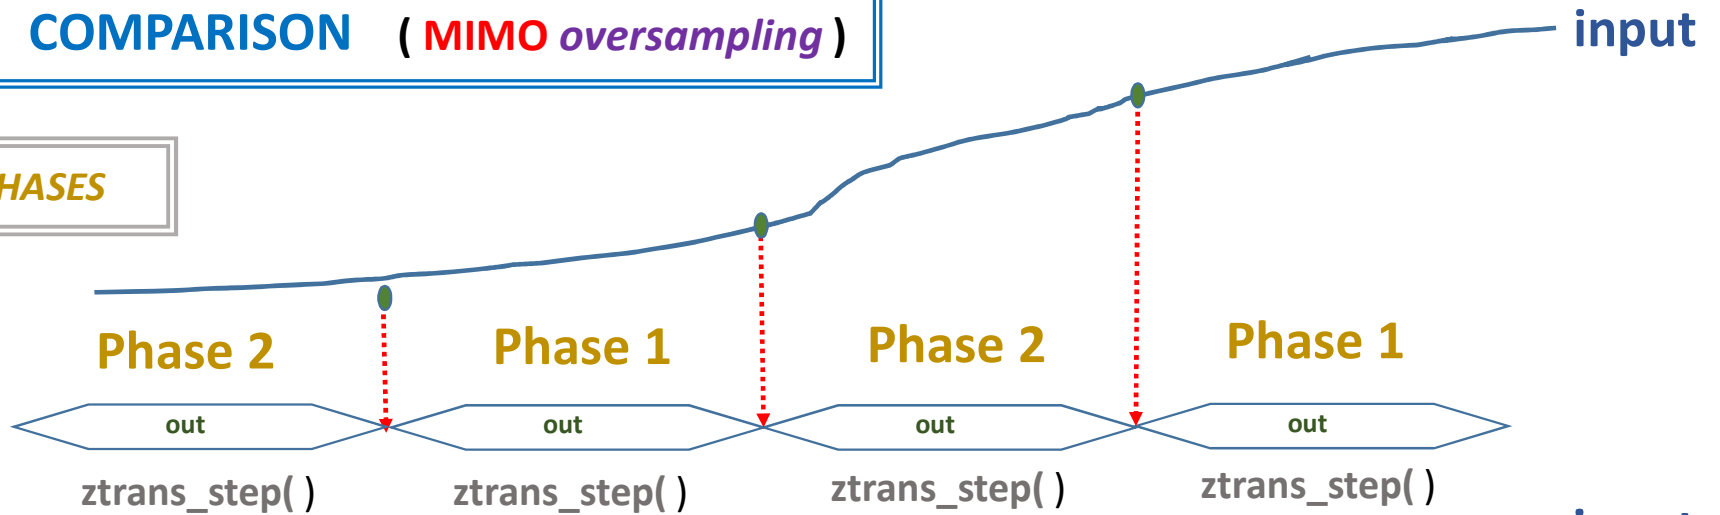 COMPARISON ( MIMO oversampling )
input
HASES
Phase 2 Phase 1 Phase 2 Phase 1
out out out out
ztrans_step( ) ztrans_step( ) ztrans_step( ) ztrans_step( )